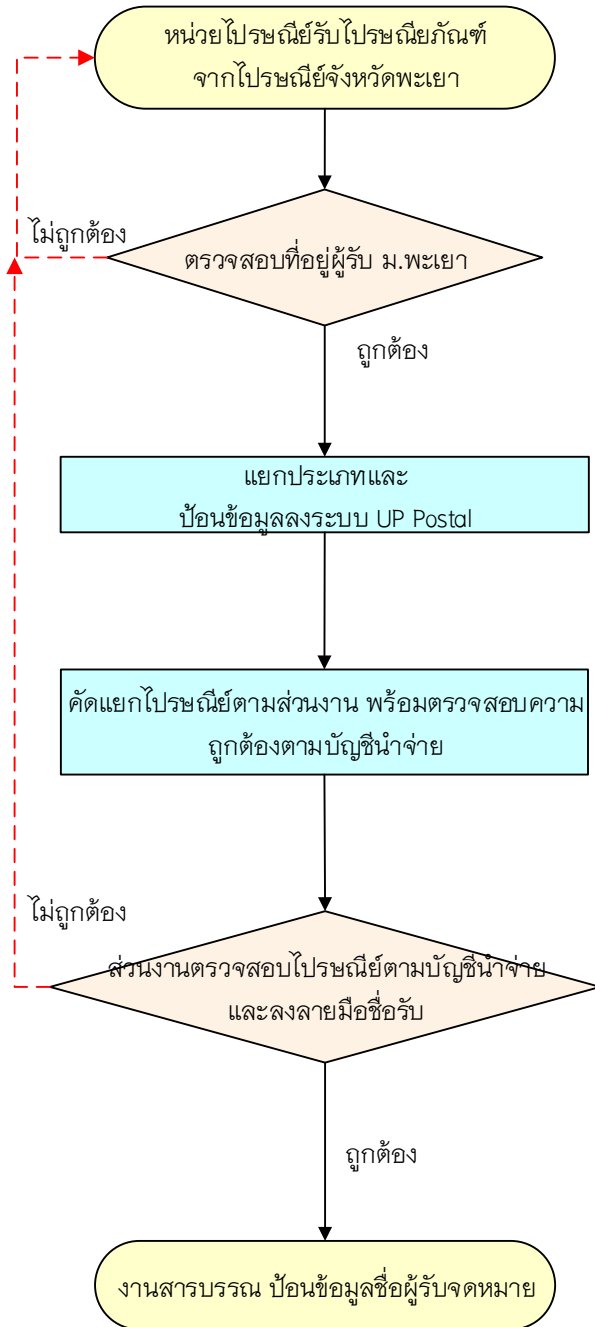 หน่วยไปรษณีย์รับไปรษณียภัณฑ์
จากไปรษณีย์จังหวัดพะเยา
ไม่ถูกต้อง
ตรวจสอบที่อยู่ผู้รับ ม.พะเยา
ถูกต้อง
แยกประเภทและ
ป้อนข้อมูลลงระบบ UP Postal
คัดแยกไปรษณีย์ตามส่วนงาน พร้อมตรวจสอบความ
ถูกต้องตามบัญชีนำจ่าย
ไม่ถูกต้อง
ส่วนงานตรวจสอบไปรษณีย์ตามบัญชีนำจ่าย
และลงลายมือชื่อรับ
ถูกต้อง
งานสารบรรณ ป้อนข้อมูลชื่อผู้รับจดหมาย